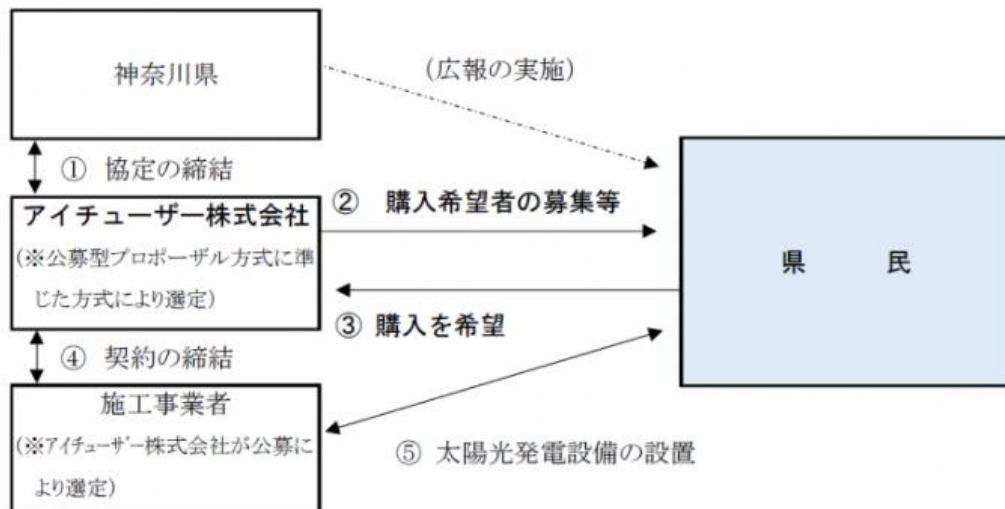 神奈川県
(広報の実施)
① 協定の締結
アイチューザー株式会社
(※公募型プロポーザル方式に準
じた方式により選定)
② 購入希望者の募集等
県 民
③ 購入を希望
④ 契約の締結
施工事業者
(※アイチューザー株式会社が公募に
より選定)
⑤ 太陽光発電設備の設置